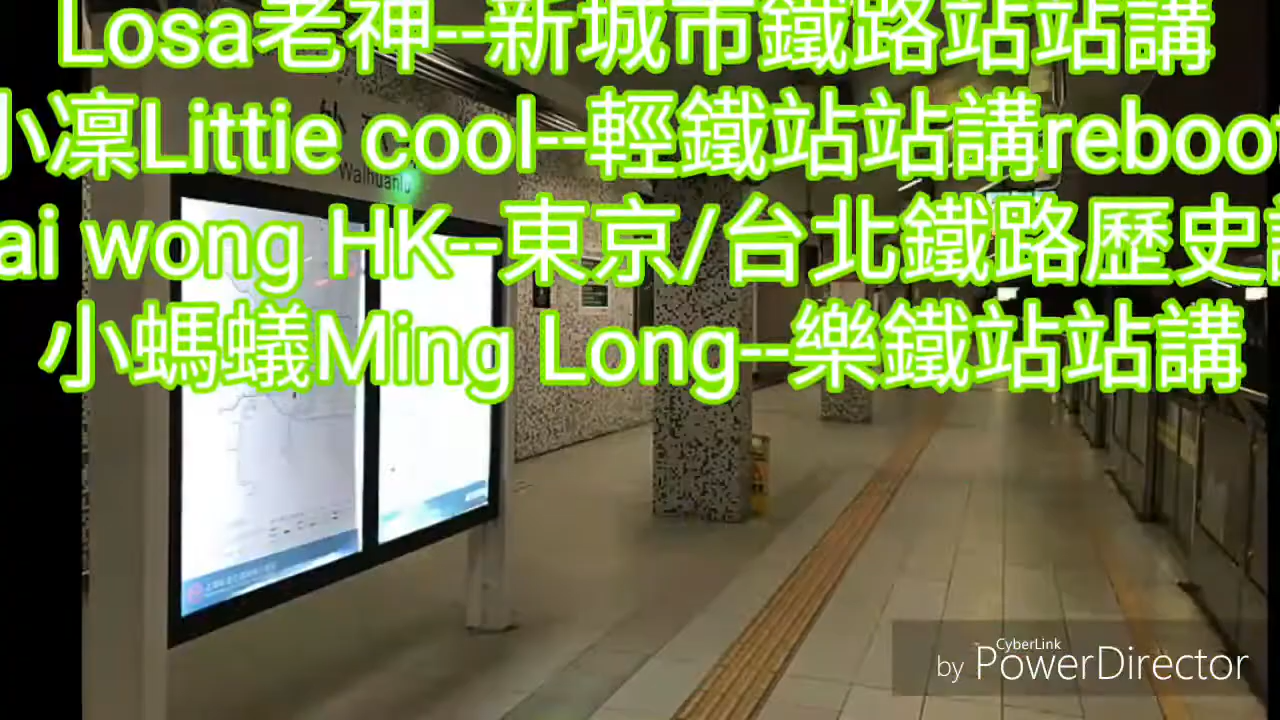 Losa老神--新城市鐵路站站講
小凛Littie cool--輕鐵站站講reboot
ai wong HK--東京/台北鐵路歷史
小螞蟻Ming Long--樂鐵站站講
Waihuanlu
CyberLink
by PowerDirector